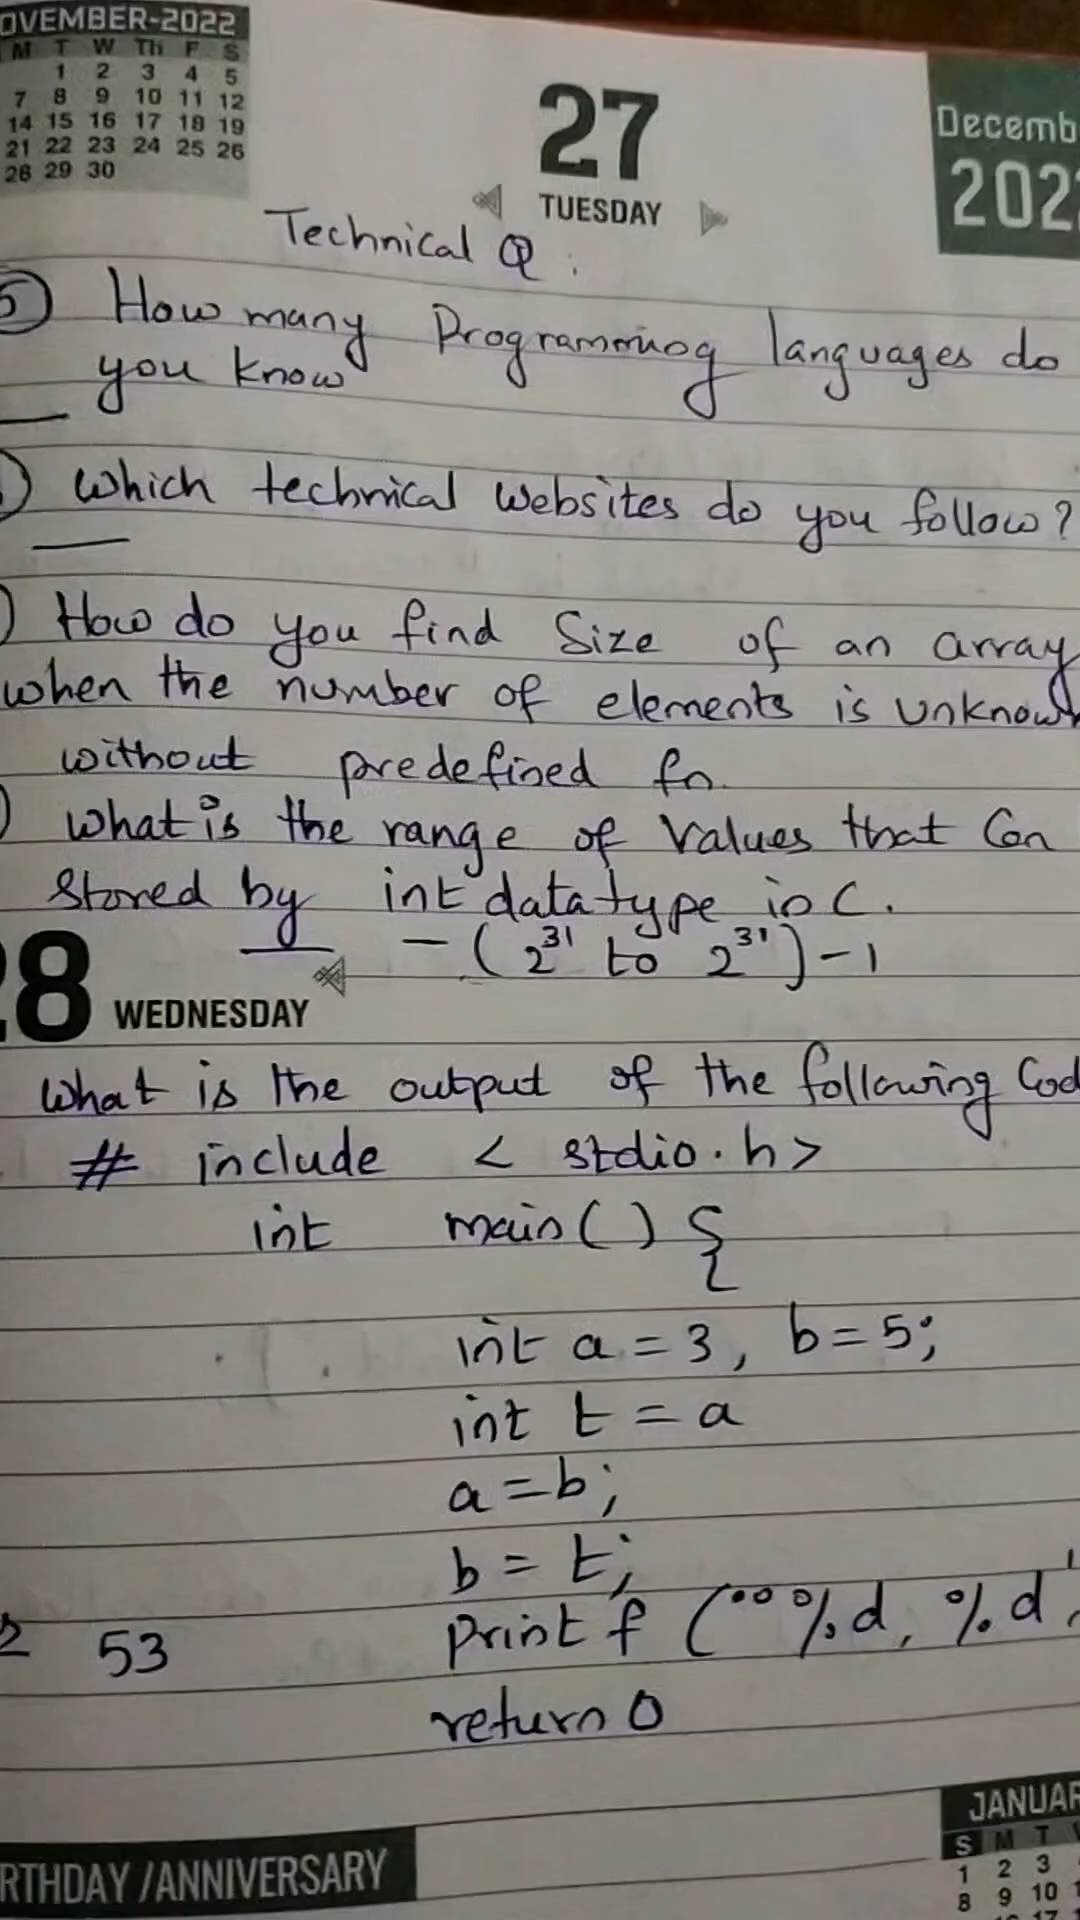 OVEMBER-2022
M T W Th F S
1 2 3 4 5
7 8 9 10 11 12
14 15 16 17 18 19
21 22 23 24 25 26
28 29 30
27
TUESDAY
Decemb
202
Technical Q :
5 How many Programming languages do
you know
which technical websites do you follow?
How do you find Size of an array
when the number of elements is unknow
without predefined fn.
what is the range of Values that Can
Stored by int data type in C.
- (2^31 to 2^31) - 1
28 WEDNESDAY
What is the output of the following Cod
# include < stdio.h>
int main() {
int a = 3, b = 5;
int t = a
a = b;
b = t;
53 Print f ("%d, %d
return 0
RTHDAY /ANNIVERSARY
JANUAR
S M T
1 2 3
8 9 10